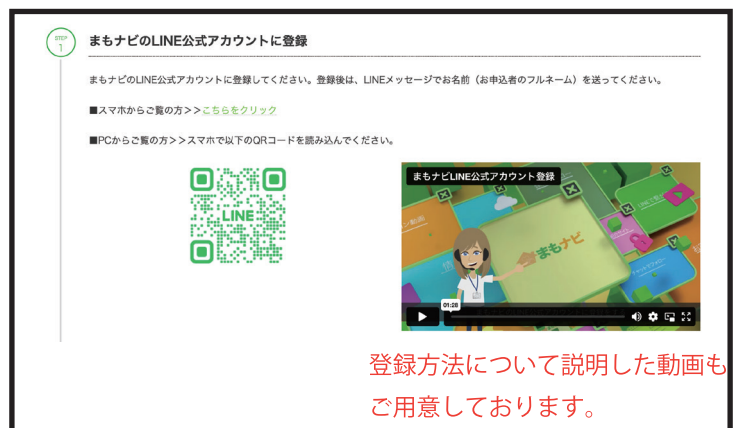 STEP
1
まもナビのLINE公式アカウントに登録
まもナビのLINE公式アカウントに登録してください。登録後は、LINEメッセージでお名前（お申込者のフルネーム）を送ってください。
■スマホからご覧の方＞＞こちらをクリック
■PCからご覧の方＞＞スマホで以下のQRコードを読み込んでください。
LINE
まもナビLINE公式アカウント登録
まもナビ
01:28
登録方法について説明した動画も
ご用意しております。